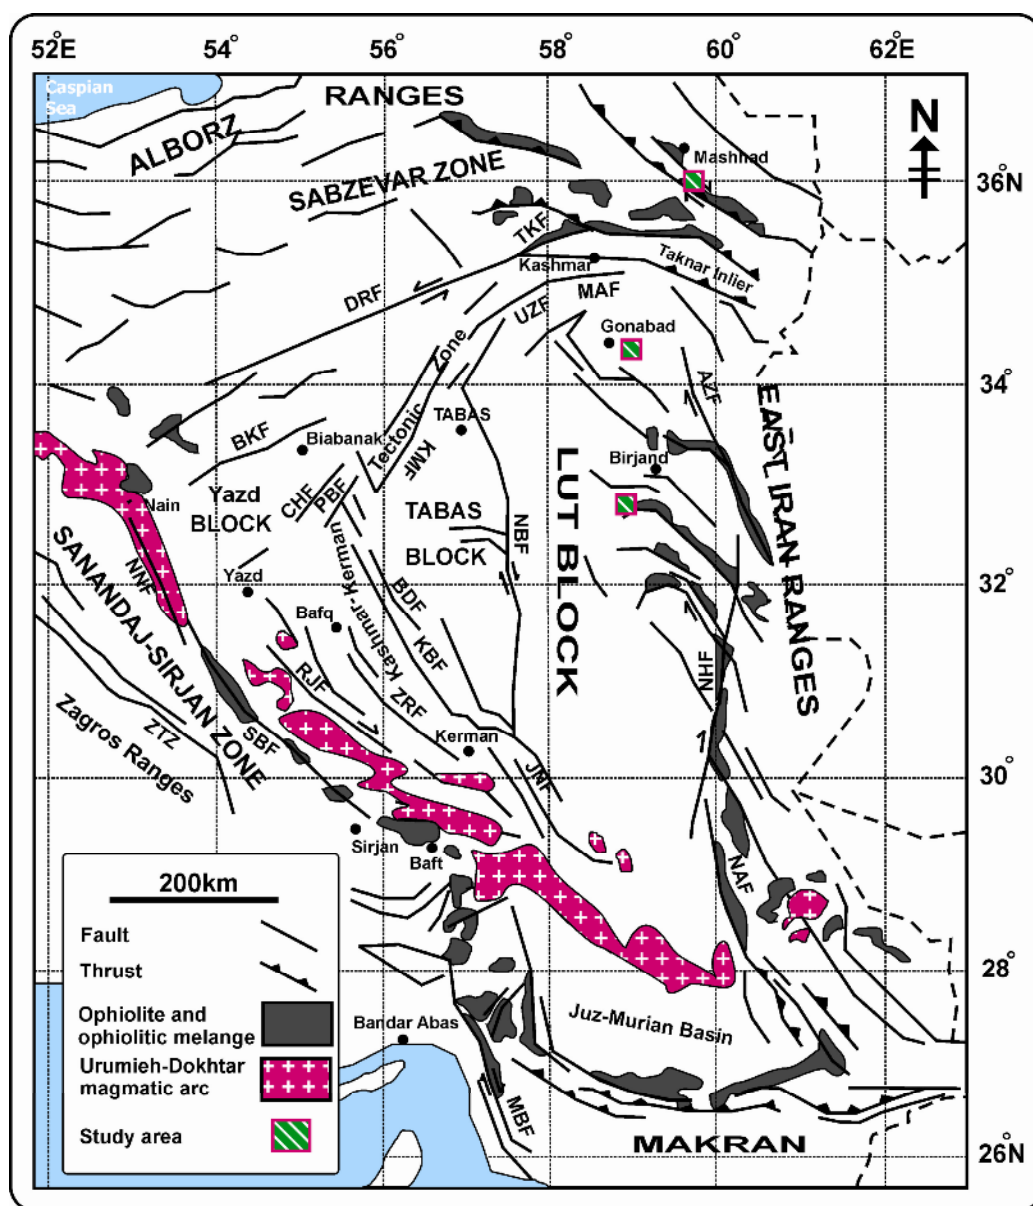 52°E 54° 56° 58° 60° 62°E
Caspian
Sea
RANGES
ALBORZ
N
Mashhad
36°N
SABZEVAR ZONE
TKF
Kashmar
Taknar Inlier
DRF
MAF
UZF
Gonabad
Zone
34
AZF
TABAS
Tectonic
BKF
Biabanak
KMF
EAST IRAN RANGES
Birjand
LUT BLOCK
CHF
PBF
Yazd
BLOCK
Nain
TABAS
BLOCK
NBF
SANANDAJ-SIRJAN ZONE
NNF
Yazd
32
Kashmar-Kerman
BDF
Bafq
KBF
RJF
NHF
ZRF
Zagros Ranges
ZTZ
SBF
Kerman
JNF
30
Sirjan
Baft
NAF
200km
Fault
Thrust
28
Ophiolite and
ophiolitic melange
Bandar Abas
Juz-Murian Basin
Urumieh-Dokhtar
magmatic arc
MBF
Study area
MAKRAN
26°N